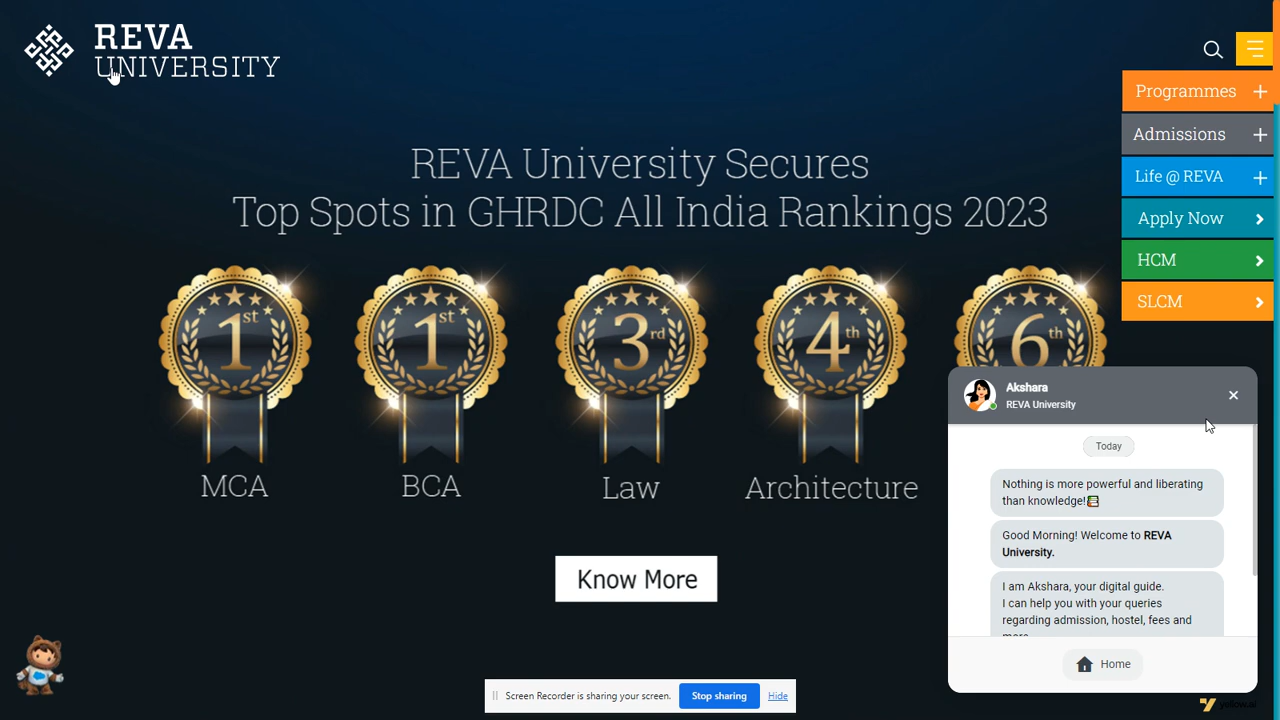 REVA
UNIVERSITY
Programmes
Admissions
Life @ REVA
Apply Now
HCM
SLCM
REVA University Secures
Top Spots in GHRDC All India Rankings 2023
1st
1st
3rd
4th
6th
MCA
BCA
Law
Architecture
Know More
Akshara
REVA University
Today
Nothing is more powerful and liberating
than knowledge!
Good Morning! Welcome to REVA
University.
I am Akshara, your digital guide.
I can help you with your queries
regarding admission, hostel, fees and
more
Home
Screen Recorder is sharing your screen.
Stop sharing
Hide
yellow.ai